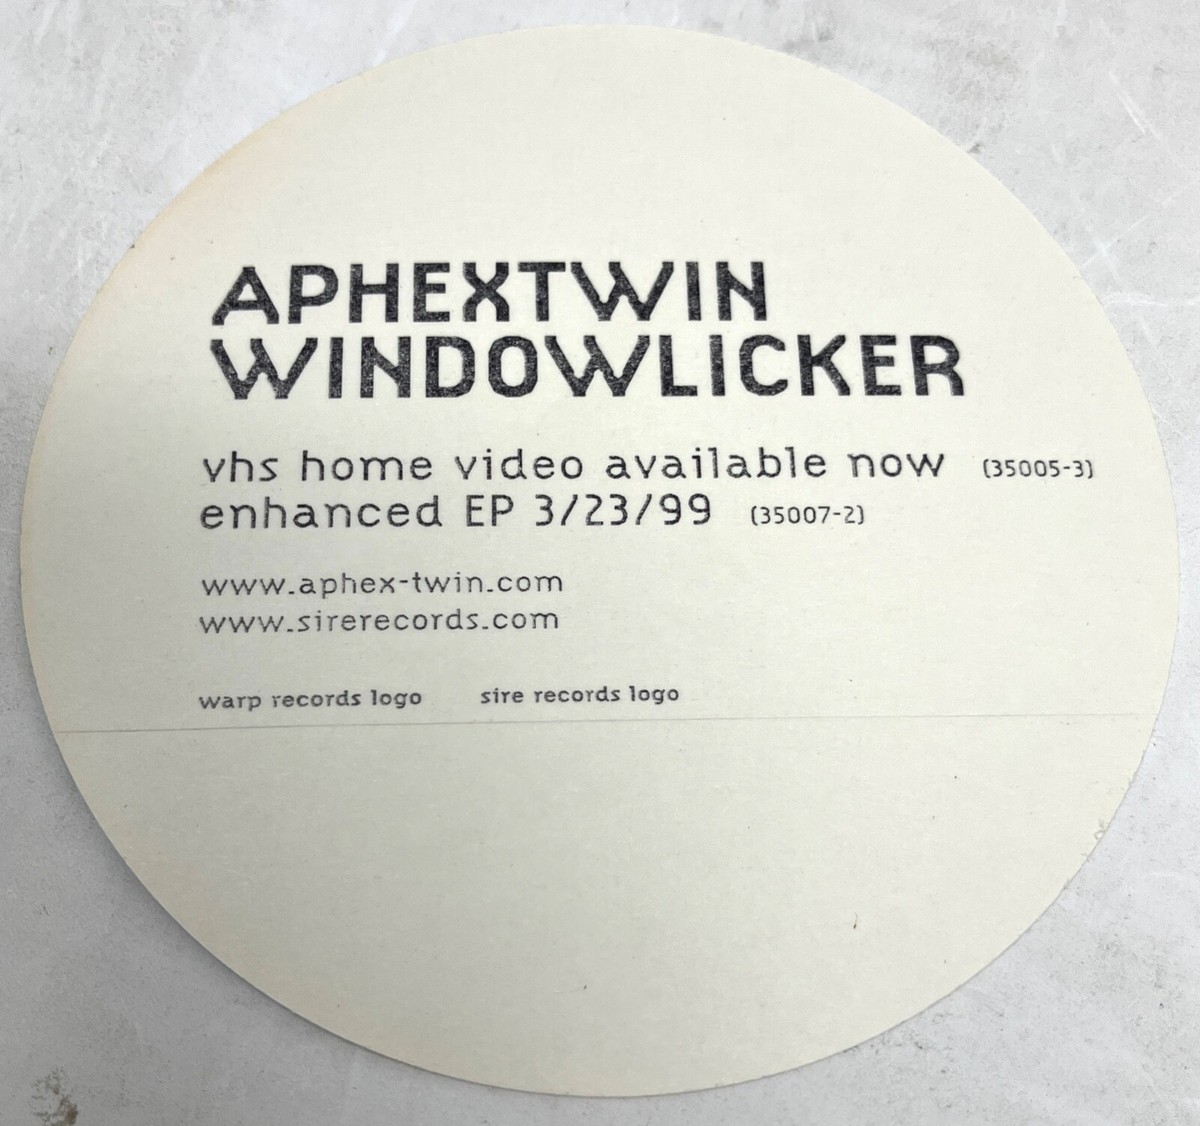 APHEXTWIN
WINDOWLICKER
vhs home video available now (35005-3)
enhanced EP 3/23/99 (35007-2)
www.aphex-twin.com
www.sirerecords.com
warp records logo sire records logo